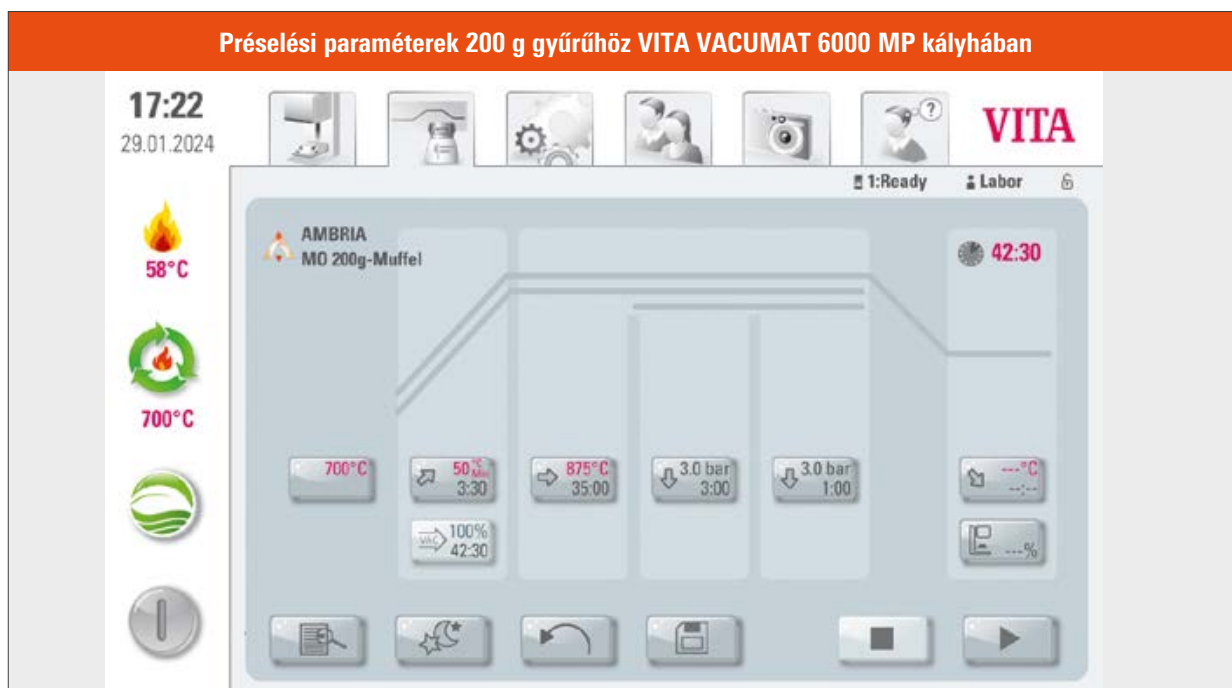 Préselési paraméterek 200 g gyűrűhöz VITA VACUMAT 6000 MP kályhában
17:22
29.01.2024
?
VITA
1:Ready
Labor
58°C
AMBRIA
MO 200g-Muffel
42:30
700°C
700°C
50 °C/Min
3:30
875°C
35:00
3.0 bar
3:00
3.0 bar
1:00
---°C
--:--
VAC
100%
42:30
---%